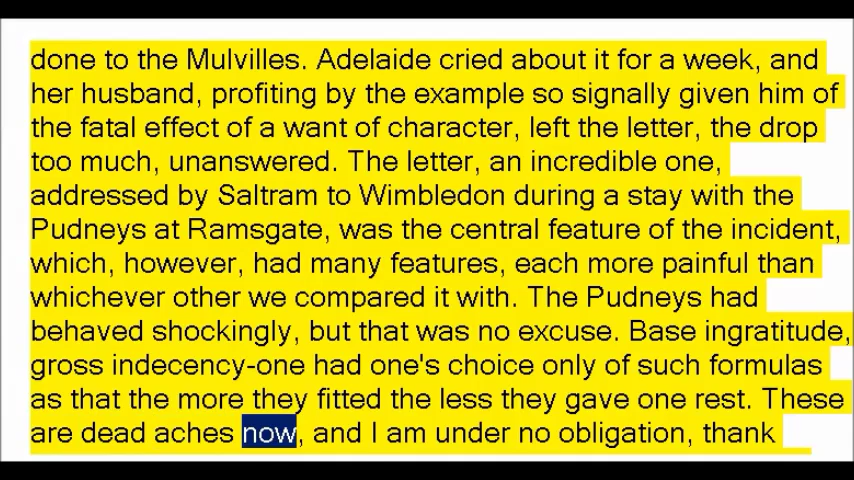 done to the Mulvilles. Adelaide cried about it for a week, and
her husband, profiting by the example so signally given him of
the fatal effect of a want of character, left the letter, the drop
too much, unanswered. The letter, an incredible one,
addressed by Saltram to Wimbledon during a stay with the
Pudneys at Ramsgate, was the central feature of the incident,
which, however, had many features, each more painful than
whichever other we compared it with. The Pudneys had
behaved shockingly, but that was no excuse. Base ingratitude,
gross indecency-one had one's choice only of such formulas
as that the more they fitted the less they gave one rest. These
are dead aches now, and I am under no obligation, thank